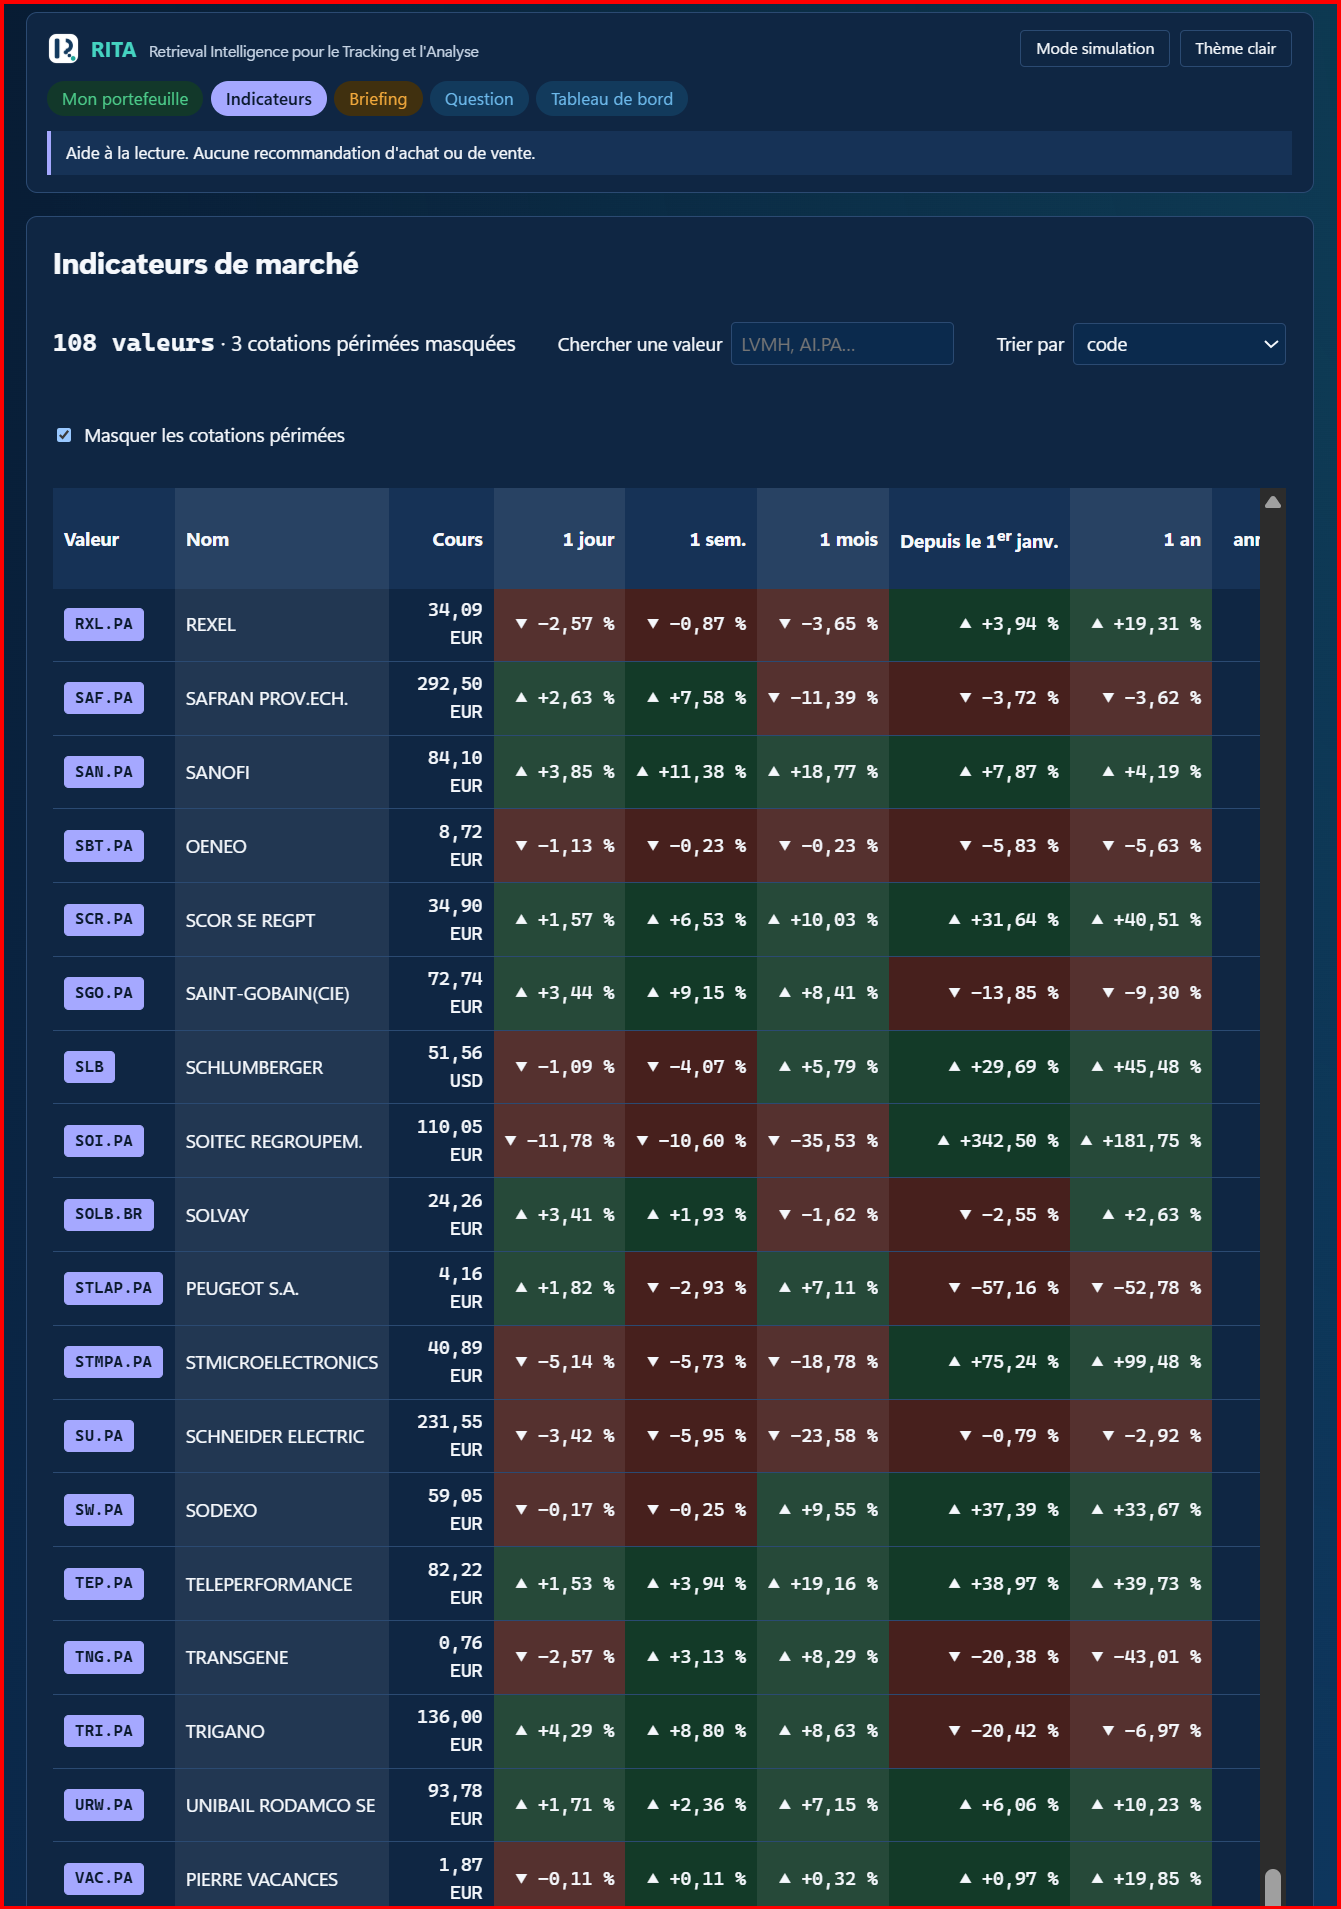 RITA Retrieval Intelligence pour le Tracking et l'Analyse
Mode simulation
Thème clair
Mon portefeuille
Indicateurs
Briefing
Question
Tableau de bord
Aide à la lecture. Aucune recommandation d'achat ou de vente.
Indicateurs de marché
108 valeurs · 3 cotations périmées masquées
Chercher une valeur LVMH, AI.PA...
Trier par code
Masquer les cotations périmées
Valeur Nom Cours 1 jour 1 sem. 1 mois Depuis le 1er janv. 1 an ann
RXL.PA REXEL 34,09 EUR ▼ −2,57 % ▼ −0,87 % ▼ −3,65 % ▲ +3,94 % ▲ +19,31 %
SAF.PA SAFRAN PROV.ECH. 292,50 EUR ▲ +2,63 % ▲ +7,58 % ▼ −11,39 % ▼ −3,72 % ▼ −3,62 %
SAN.PA SANOFI 84,10 EUR ▲ +3,85 % ▲ +11,38 % ▲ +18,77 % ▲ +7,87 % ▲ +4,19 %
SBT.PA OENEO 8,72 EUR ▼ −1,13 % ▼ −0,23 % ▼ −0,23 % ▼ −5,83 % ▼ −5,63 %
SCR.PA SCOR SE REGPT 34,90 EUR ▲ +1,57 % ▲ +6,53 % ▲ +10,03 % ▲ +31,64 % ▲ +40,51 %
SGO.PA SAINT-GOBAIN(CIE) 72,74 EUR ▲ +3,44 % ▲ +9,15 % ▲ +8,41 % ▼ −13,85 % ▼ −9,30 %
SLB SCHLUMBERGER 51,56 USD ▼ −1,09 % ▼ −4,07 % ▲ +5,79 % ▲ +29,69 % ▲ +45,48 %
SOI.PA SOITEC REGROUPEM. 110,05 EUR ▼ −11,78 % ▼ −10,60 % ▼ −35,53 % ▲ +342,50 % ▲ +181,75 %
SOLB.BR SOLVAY 24,26 EUR ▲ +3,41 % ▲ +1,93 % ▼ −1,62 % ▼ −2,55 % ▲ +2,63 %
STLAP.PA PEUGEOT S.A. 4,16 EUR ▲ +1,82 % ▼ −2,93 % ▲ +7,11 % ▼ −57,16 % ▼ −52,78 %
STMPA.PA STMICROELECTRONICS 40,89 EUR ▼ −5,14 % ▼ −5,73 % ▼ −18,78 % ▲ +75,24 % ▲ +99,48 %
SU.PA SCHNEIDER ELECTRIC 231,55 EUR ▼ −3,42 % ▼ −5,95 % ▼ −23,58 % ▼ −0,79 % ▼ −2,92 %
SW.PA SODEXO 59,05 EUR ▼ −0,17 % ▼ −0,25 % ▲ +9,55 % ▲ +37,39 % ▲ +33,67 %
TEP.PA TELEPERFORMANCE 82,22 EUR ▲ +1,53 % ▲ +3,94 % ▲ +19,16 % ▲ +38,97 % ▲ +39,73 %
TNG.PA TRANSGENE 0,76 EUR ▼ −2,57 % ▲ +3,13 % ▲ +8,29 % ▼ −20,38 % ▼ −43,01 %
TRI.PA TRIGANO 136,00 EUR ▲ +4,29 % ▲ +8,80 % ▲ +8,63 % ▼ −20,42 % ▼ −6,97 %
URW.PA UNIBAIL RODAMCO SE 93,78 EUR ▲ +1,71 % ▲ +2,36 % ▲ +7,15 % ▲ +6,06 % ▲ +10,23 %
VAC.PA PIERRE VACANCES 1,87 EUR ▼ −0,11 % ▲ +0,11 % ▲ +0,32 % ▲ +0,97 % ▲ +19,85 %